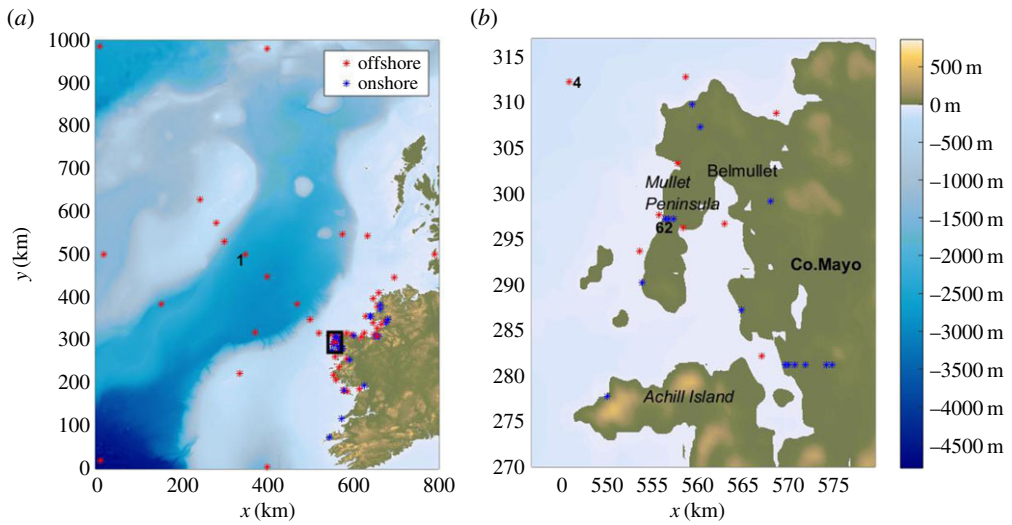 (a)
1000
900
800
700
600
500
400
300
200
100
0
y (km)
0
200
400
600
800
x (km)
offshore
onshore
1
(b)
315
310
305
300
295
290
285
280
275
270
0
550
555
560
565
570
575
x (km)
4
Belmullet
Mullet
Peninsula
62
Co.Mayo
Achill Island
500 m
0 m
–500 m
–1000 m
–1500 m
–2000 m
–2500 m
–3000 m
–3500 m
–4000 m
–4500 m